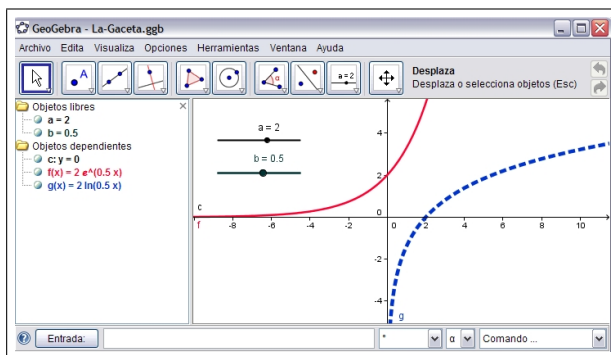 GeoGebra - La-Gaceta.ggb
Archivo Edita Visualiza Opciones Herramientas Ventana Ayuda
A
α
a = 2
Desplaza
Desplaza o selecciona objetos (Esc)
Objetos libres
a = 2
b = 0.5
Objetos dependientes
c: y = 0
f(x) = 2 e^(0.5 x)
g(x) = 2 ln(0.5 x)
a = 2
b = 0.5
4
2
0
-2
-4
-8 -6 -4 -2 0 2 4 6 8 10
c
f
g
Entrada:
° α Comando ...